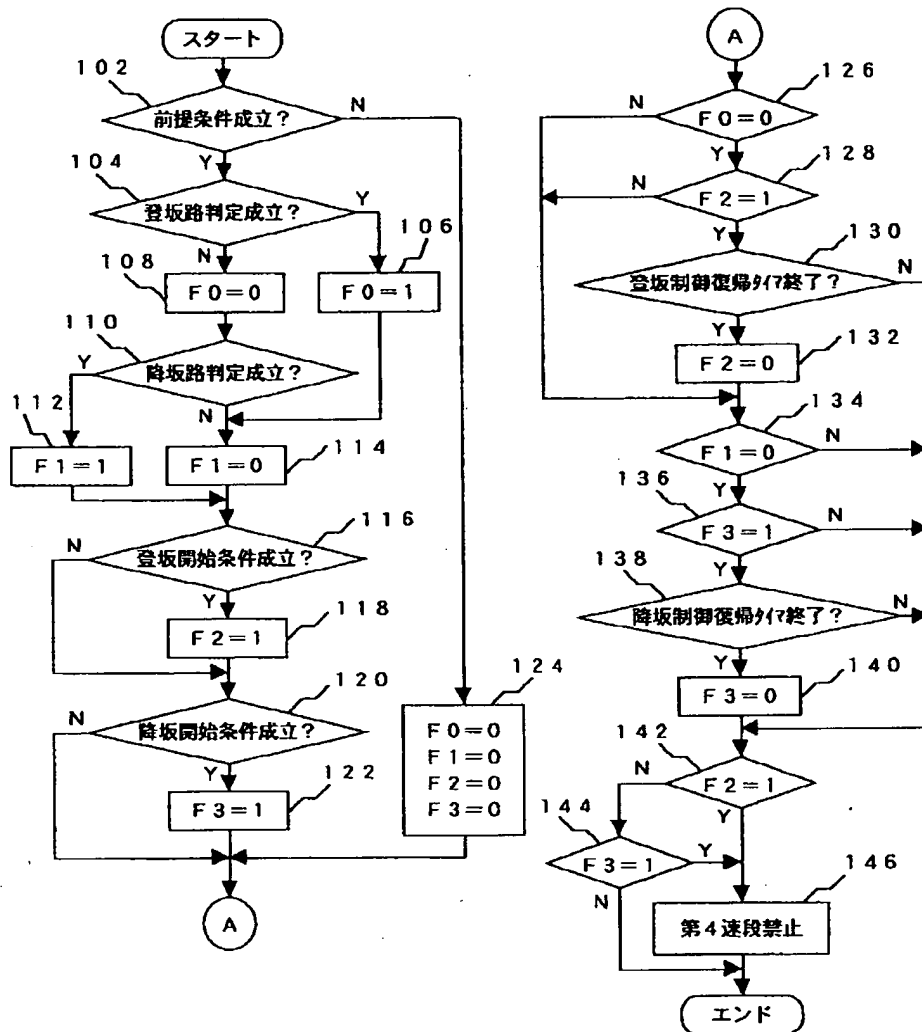 スタート
102
前提条件成立？
N
Y
104
登坂路判定成立？
Y
N
106
F0=1
108
F0=0
110
Y
降坂路判定成立？
N
112
F1=1
F1=0
114
116
N
登坂開始条件成立？
Y
118
F2=1
120
N
降坂開始条件成立？
Y
122
F3=1
124
F0=0
F1=0
F2=0
F3=0
A
A
126
N
F0=0
Y
128
N
F2=1
Y
130
登坂制御復帰ﾀｲﾏ終了？
N
Y
132
F2=0
134
F1=0
N
136
Y
F3=1
N
138
Y
降坂制御復帰ﾀｲﾏ終了？
N
Y
140
F3=0
142
N
F2=1
Y
144
F3=1
Y
N
146
第4速段禁止
エンド